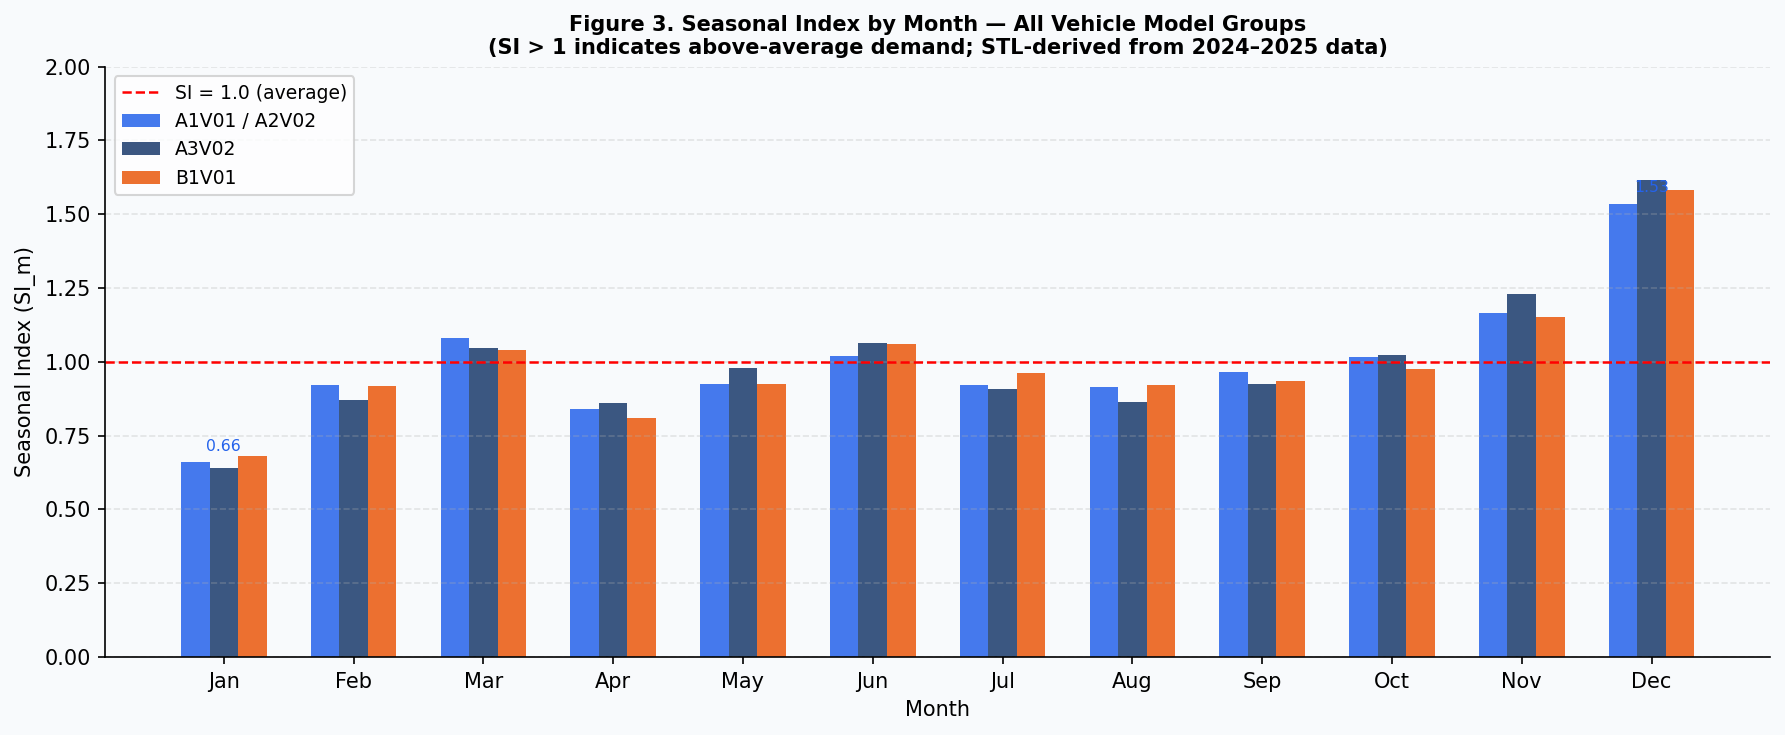 Figure 3. Seasonal Index by Month — All Vehicle Model Groups
(SI > 1 indicates above-average demand; STL-derived from 2024–2025 data)
2.00
1.75
1.50
1.25
1.00
0.75
0.50
0.25
0.00
Seasonal Index (SI_m)
SI = 1.0 (average)
A1V01 / A2V02
A3V02
B1V01
0.66
1.53
Jan Feb Mar Apr May Jun Jul Aug Sep Oct Nov Dec
Month